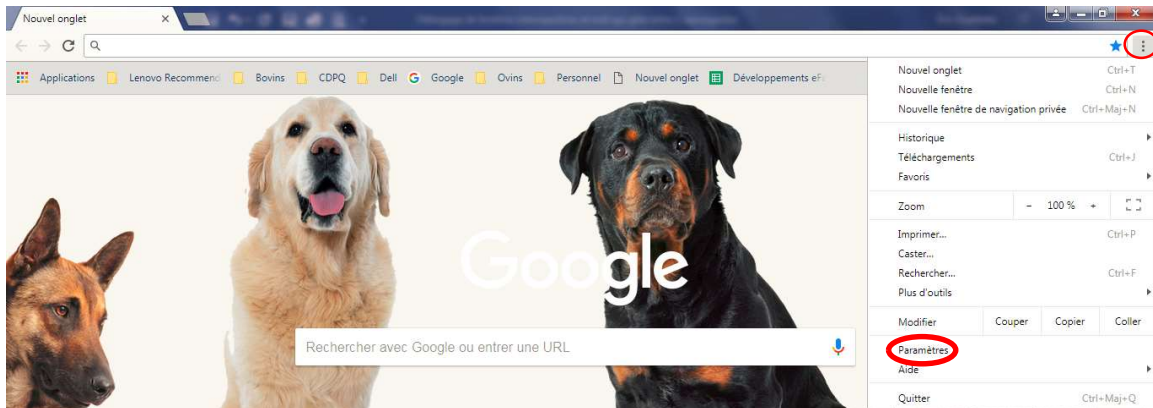 Nouvel onglet
Applications Lenovo Recommend Bovins CDPQ Dell Google Ovins Personnel Nouvel onglet Développements eF
Google
Rechercher avec Google ou entrer une URL
Nouvel onglet Ctrl+T
Nouvelle fenêtre Ctrl+N
Nouvelle fenêtre de navigation privée Ctrl+Maj+N
Historique
Téléchargements Ctrl+J
Favoris
Zoom - 100 % +
Imprimer... Ctrl+P
Caster...
Rechercher... Ctrl+F
Plus d'outils
Modifier Couper Copier Coller
Paramètres
Aide
Quitter Ctrl+Maj+Q